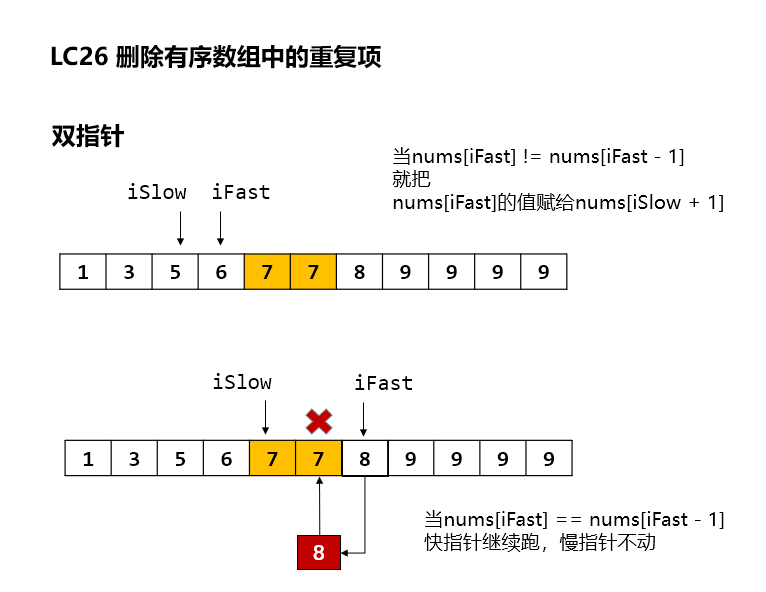 LC26 删除有序数组中的重复项
双指针
当nums[iFast] != nums[iFast - 1]
就把
nums[iFast]的值赋给nums[iSlow + 1]
iSlow iFast
1 3 5 6 7 7 8 9 9 9 9
iSlow iFast
1 3 5 6 7 7 8 9 9 9 9
当nums[iFast] == nums[iFast - 1]
快指针继续跑，慢指针不动
8